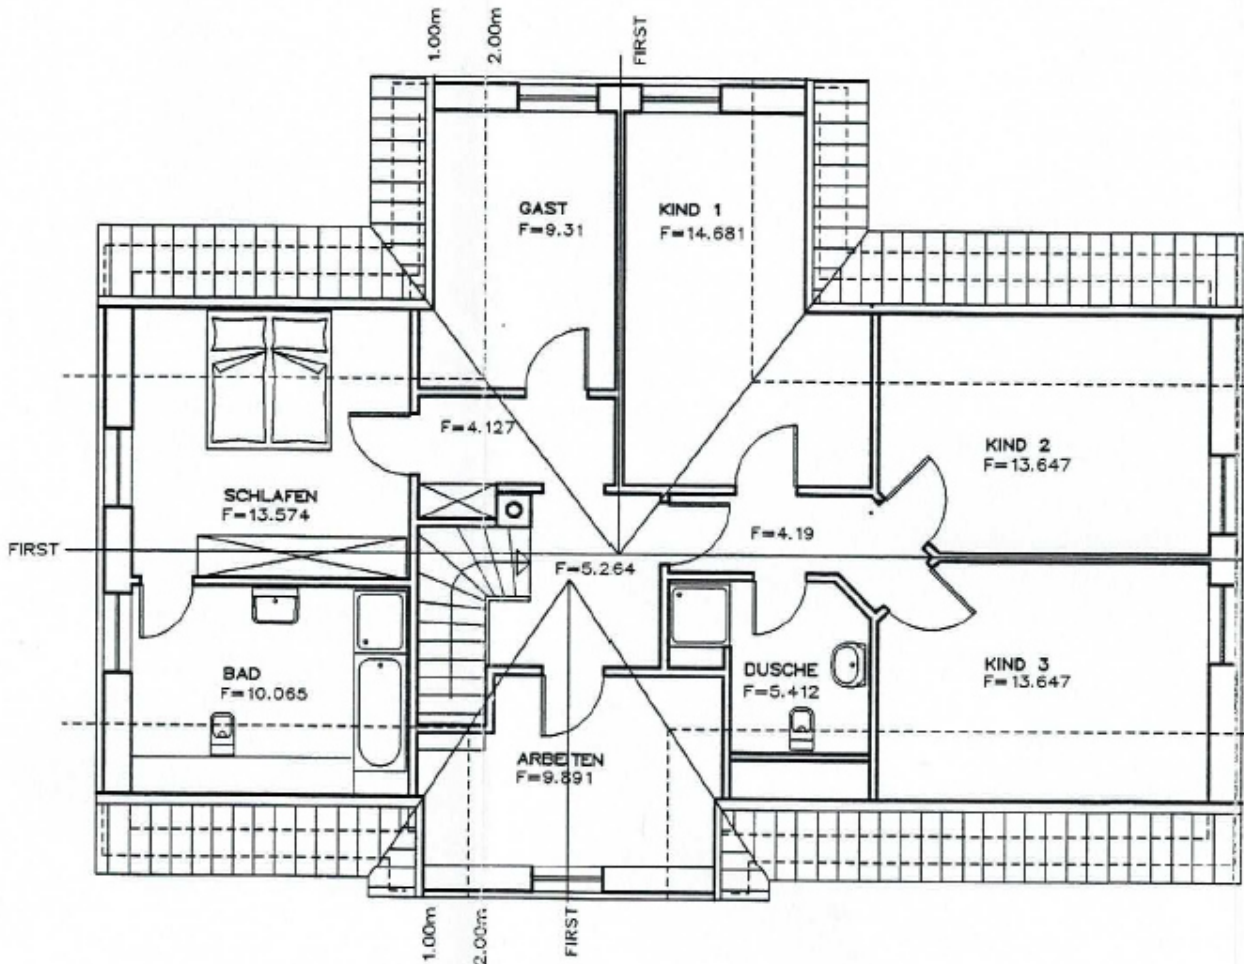 1.00m
2.00m
FIRST
GAST
F=9.31
KIND 1
F=14.681
F=4.127
KIND 2
F=13.647
SCHLAFEN
F=13.574
FIRST
F=4.19
F=5.264
BAD
F=10.065
DUSCHE
F=5.412
KIND 3
F=13.647
ARBEITEN
F=9.891
1.00m
2.00m
FIRST